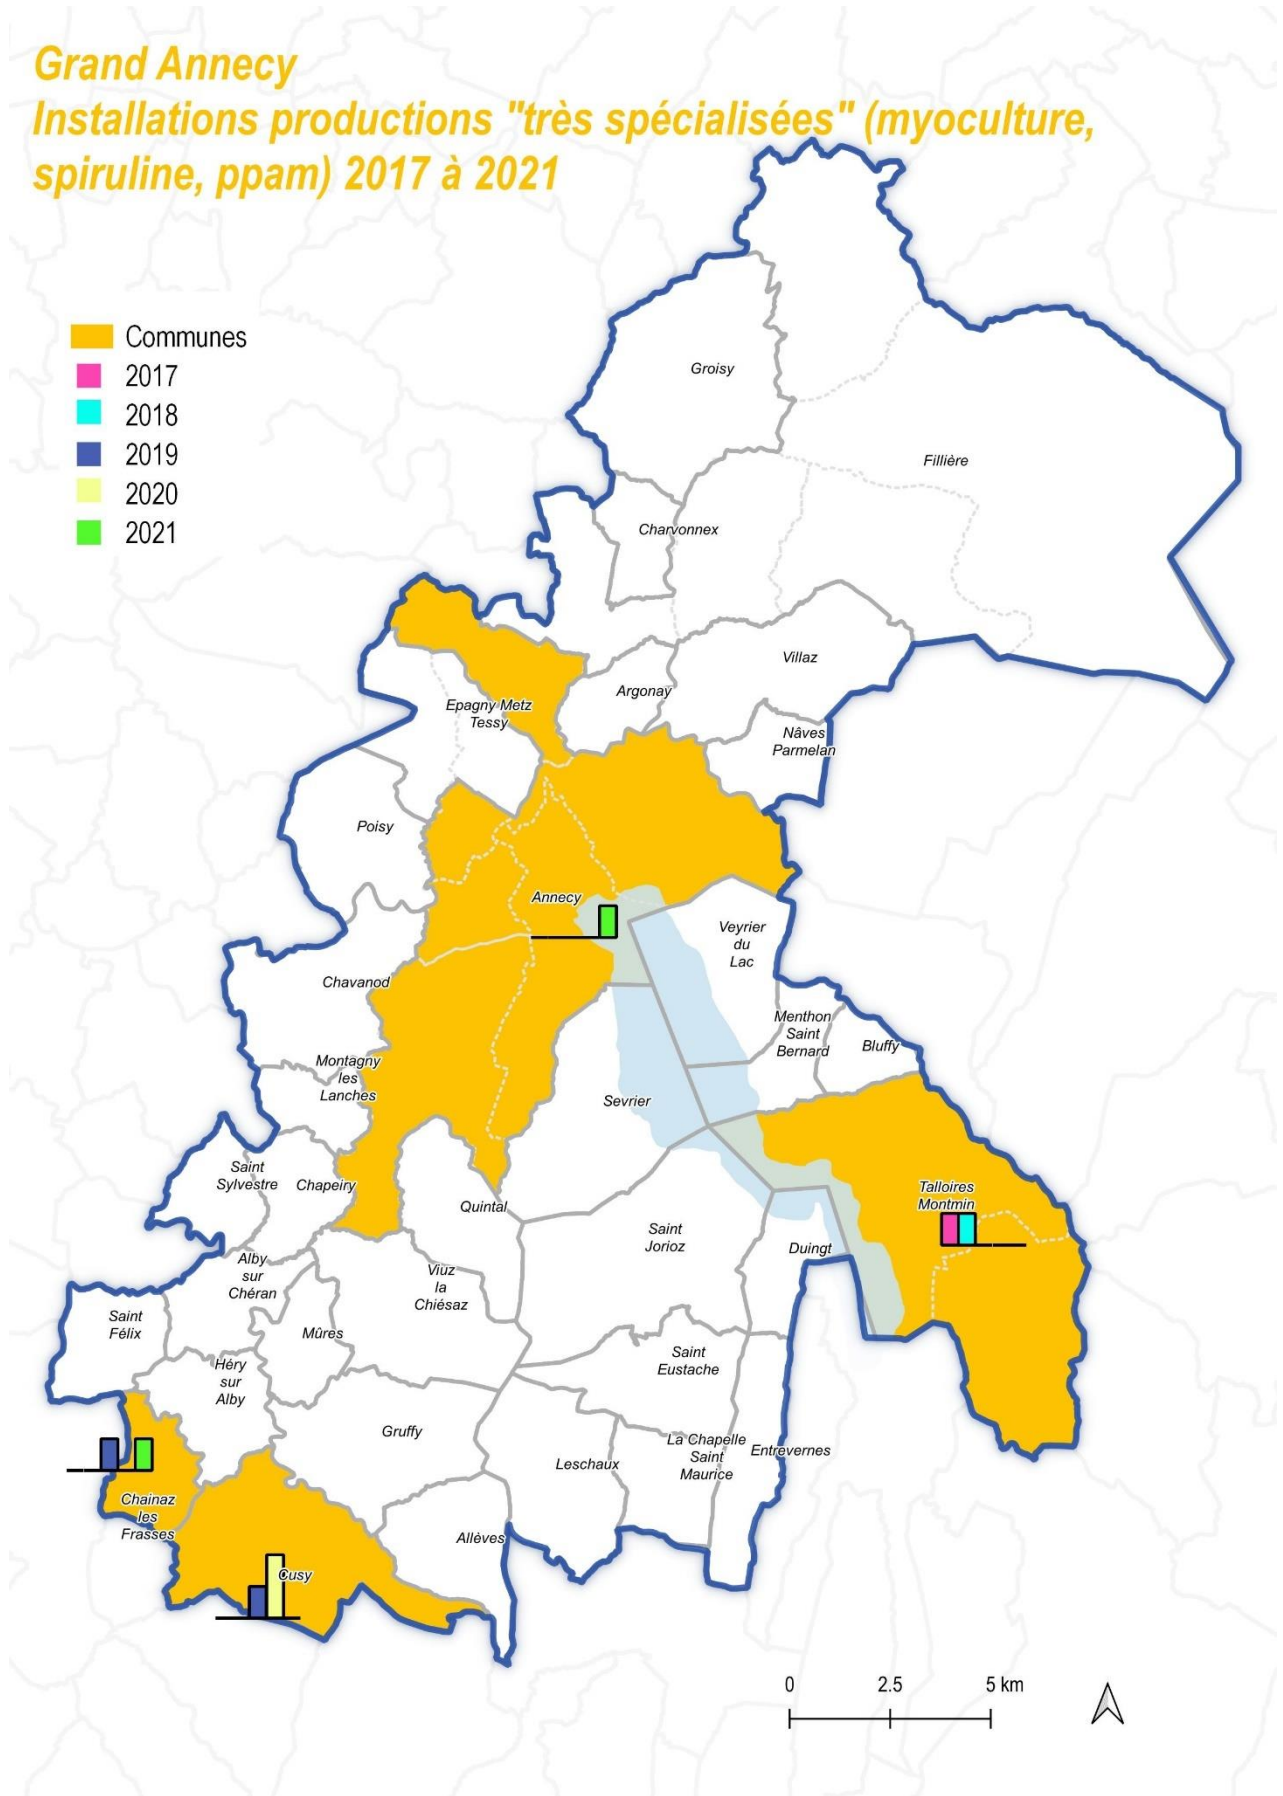 Grand Annecy
Installations productions "très spécialisées" (myoculture,
spiruline, ppam) 2017 à 2021
Communes
2017
2018
2019
2020
2021
Groisy
Fillière
Charvonnex
Villaz
Argonay
Epagny Metz
Tessy
Nâves
Parmelan
Poisy
Annecy
Veyrier
du
Lac
Chavanod
Menthon
Saint
Bernard
Bluffy
Montagny
les
Lanches
Sevrier
Saint
Sylvestre
Chapeiry
Talloires
Montmin
Quintal
Saint
Jorioz
Duingt
Alby
sur
Chéran
Viuz
la
Chiésaz
Saint
Félix
Mûres
Saint
Eustache
Héry
sur
Alby
Gruffy
La Chapelle
Saint
Maurice
Entrevernes
Leschaux
Chainaz
les
Frasses
Allèves
Cusy
0 2.5 5 km